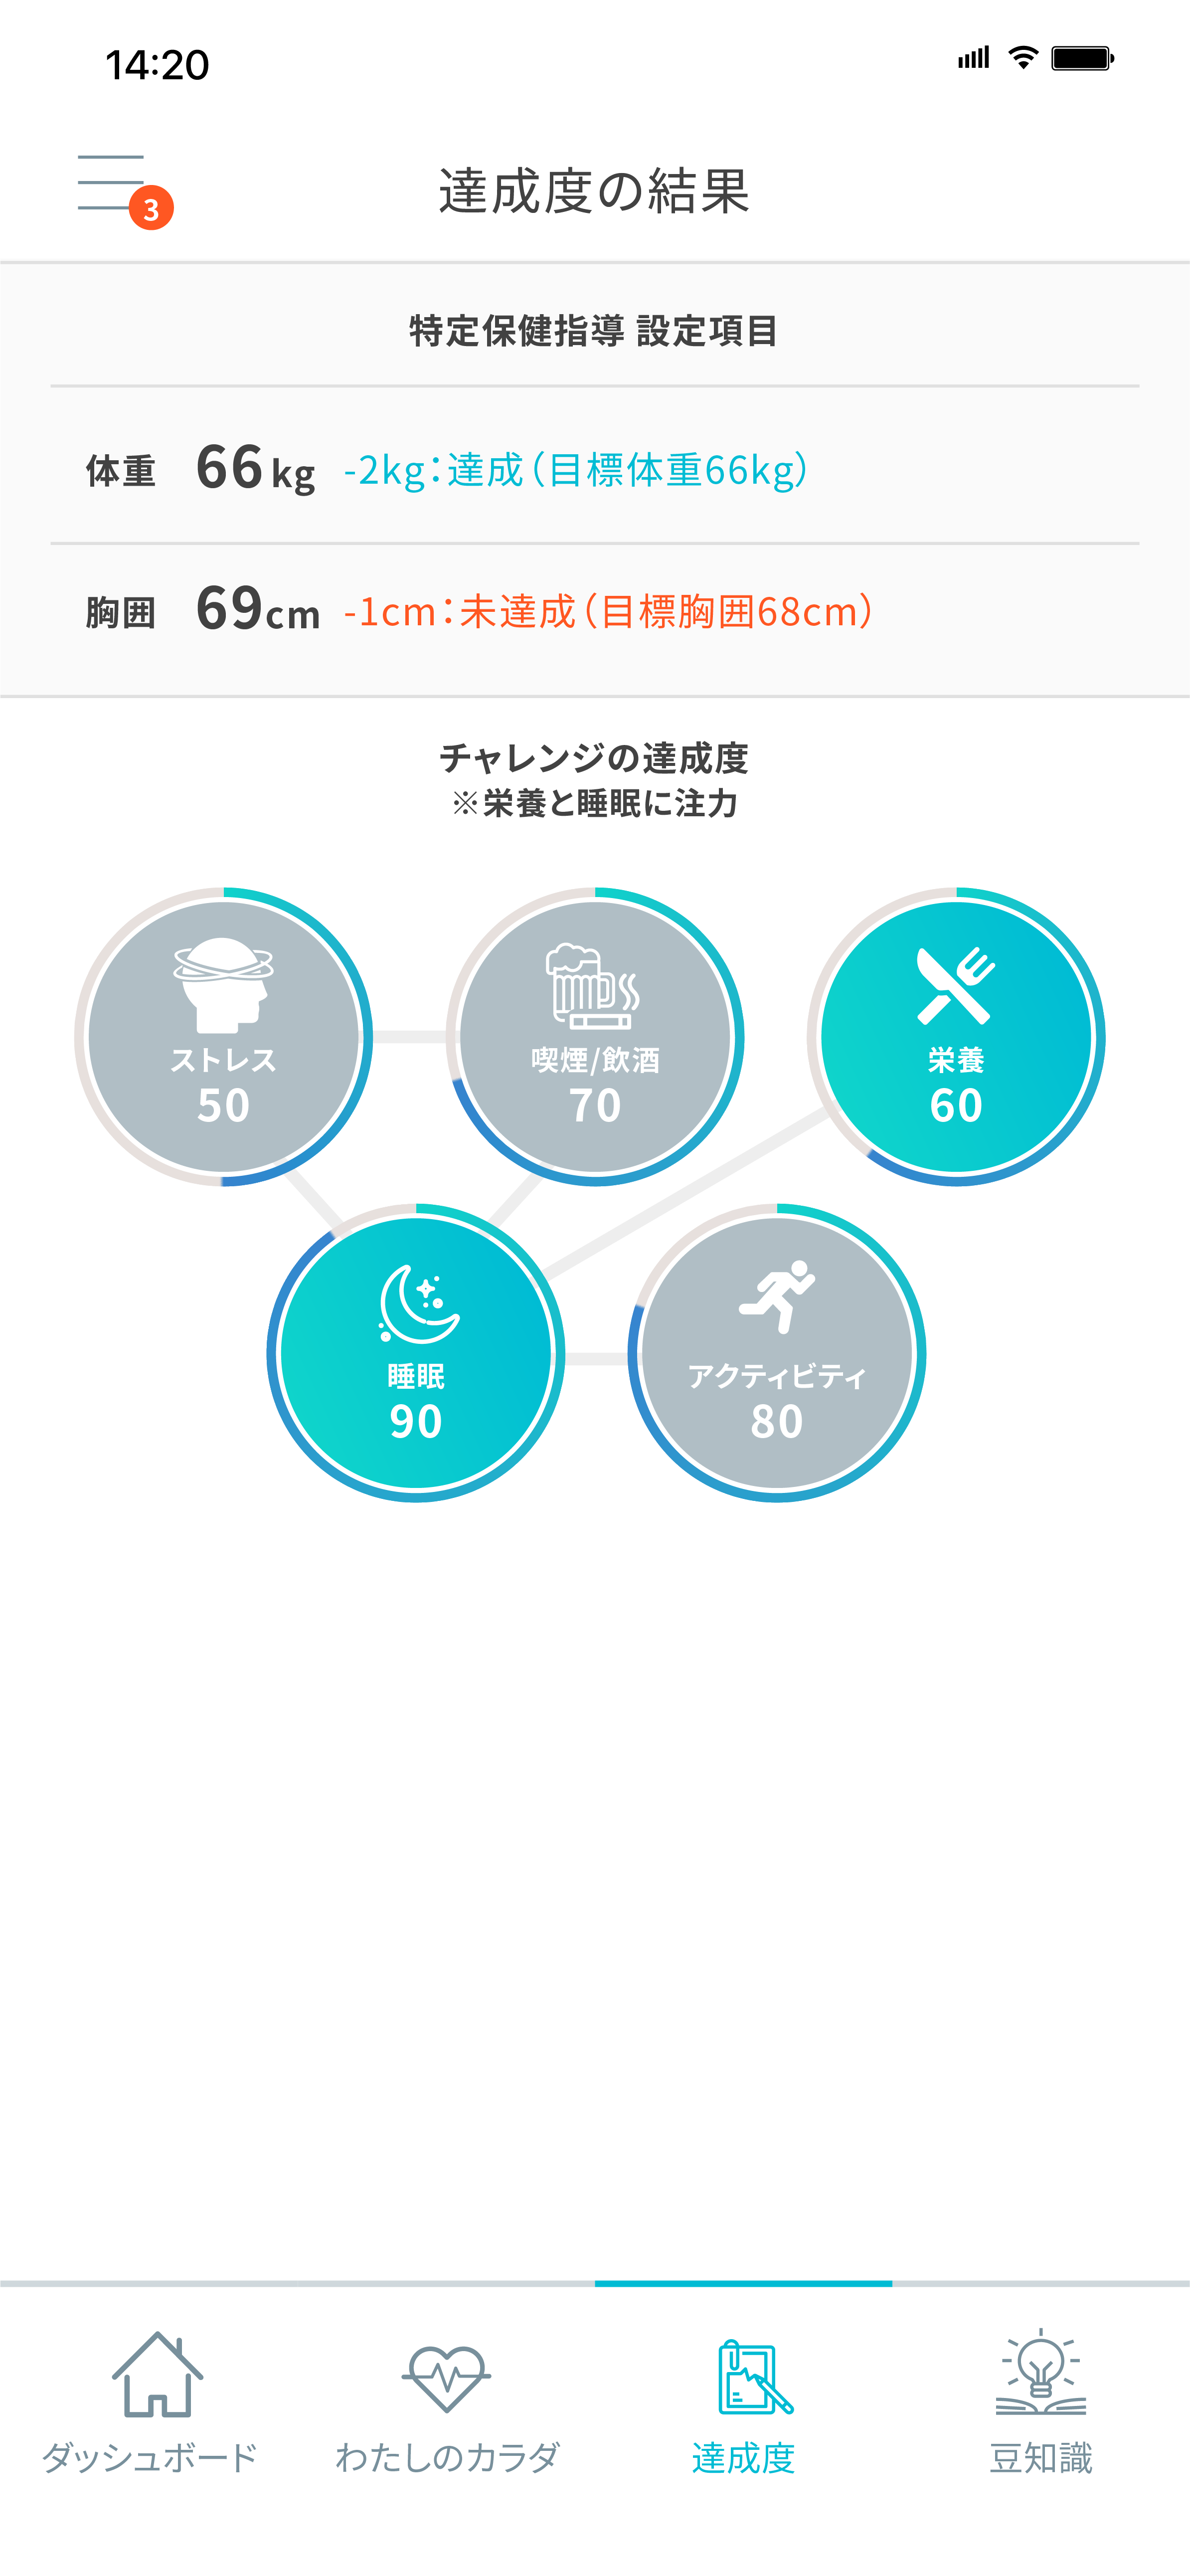 14:20
3
達成度の結果
特定保健指導 設定項目
体重 66 kg -2kg：達成（目標体重66kg）
胸囲 69cm -1cm：未達成（目標胸囲68cm）
チャレンジの達成度
※栄養と睡眠に注力
ストレス
50
喫煙/飲酒
70
栄養
60
睡眠
90
アクティビティ
80
ダッシュボード
わたしのカラダ
達成度
豆知識